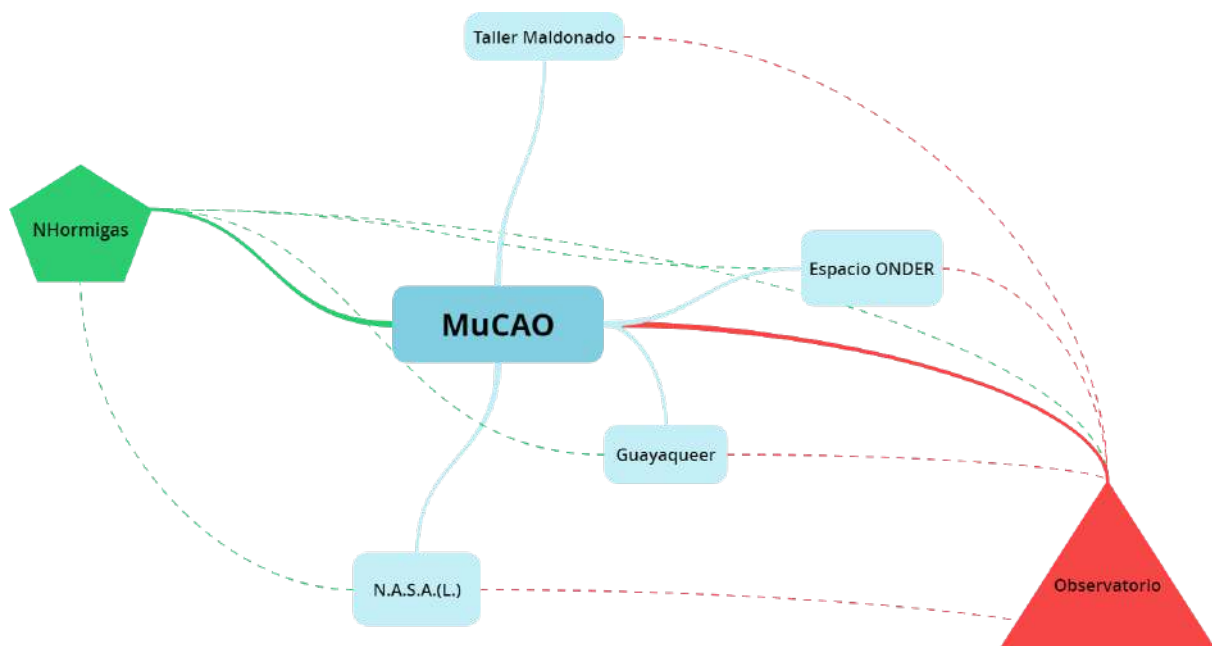 Taller Maldonado
NHormigas
Espacio ONDER
MuCAO
Guayaqueer
N.A.S.A.(L.)
Observatorio